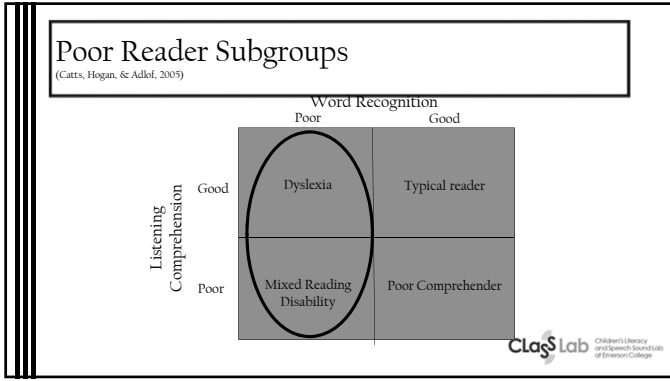 Poor Reader Subgroups
(Catts, Hogan, & Adlof, 2005)
Word Recognition
Poor Good
Listening
Comprehension
Good
Dyslexia
Typical reader
Poor
Mixed Reading
Disability
Poor Comprehender
CLaSS Lab
Children's Literacy
and Speech Sound Lab
at Emerson College